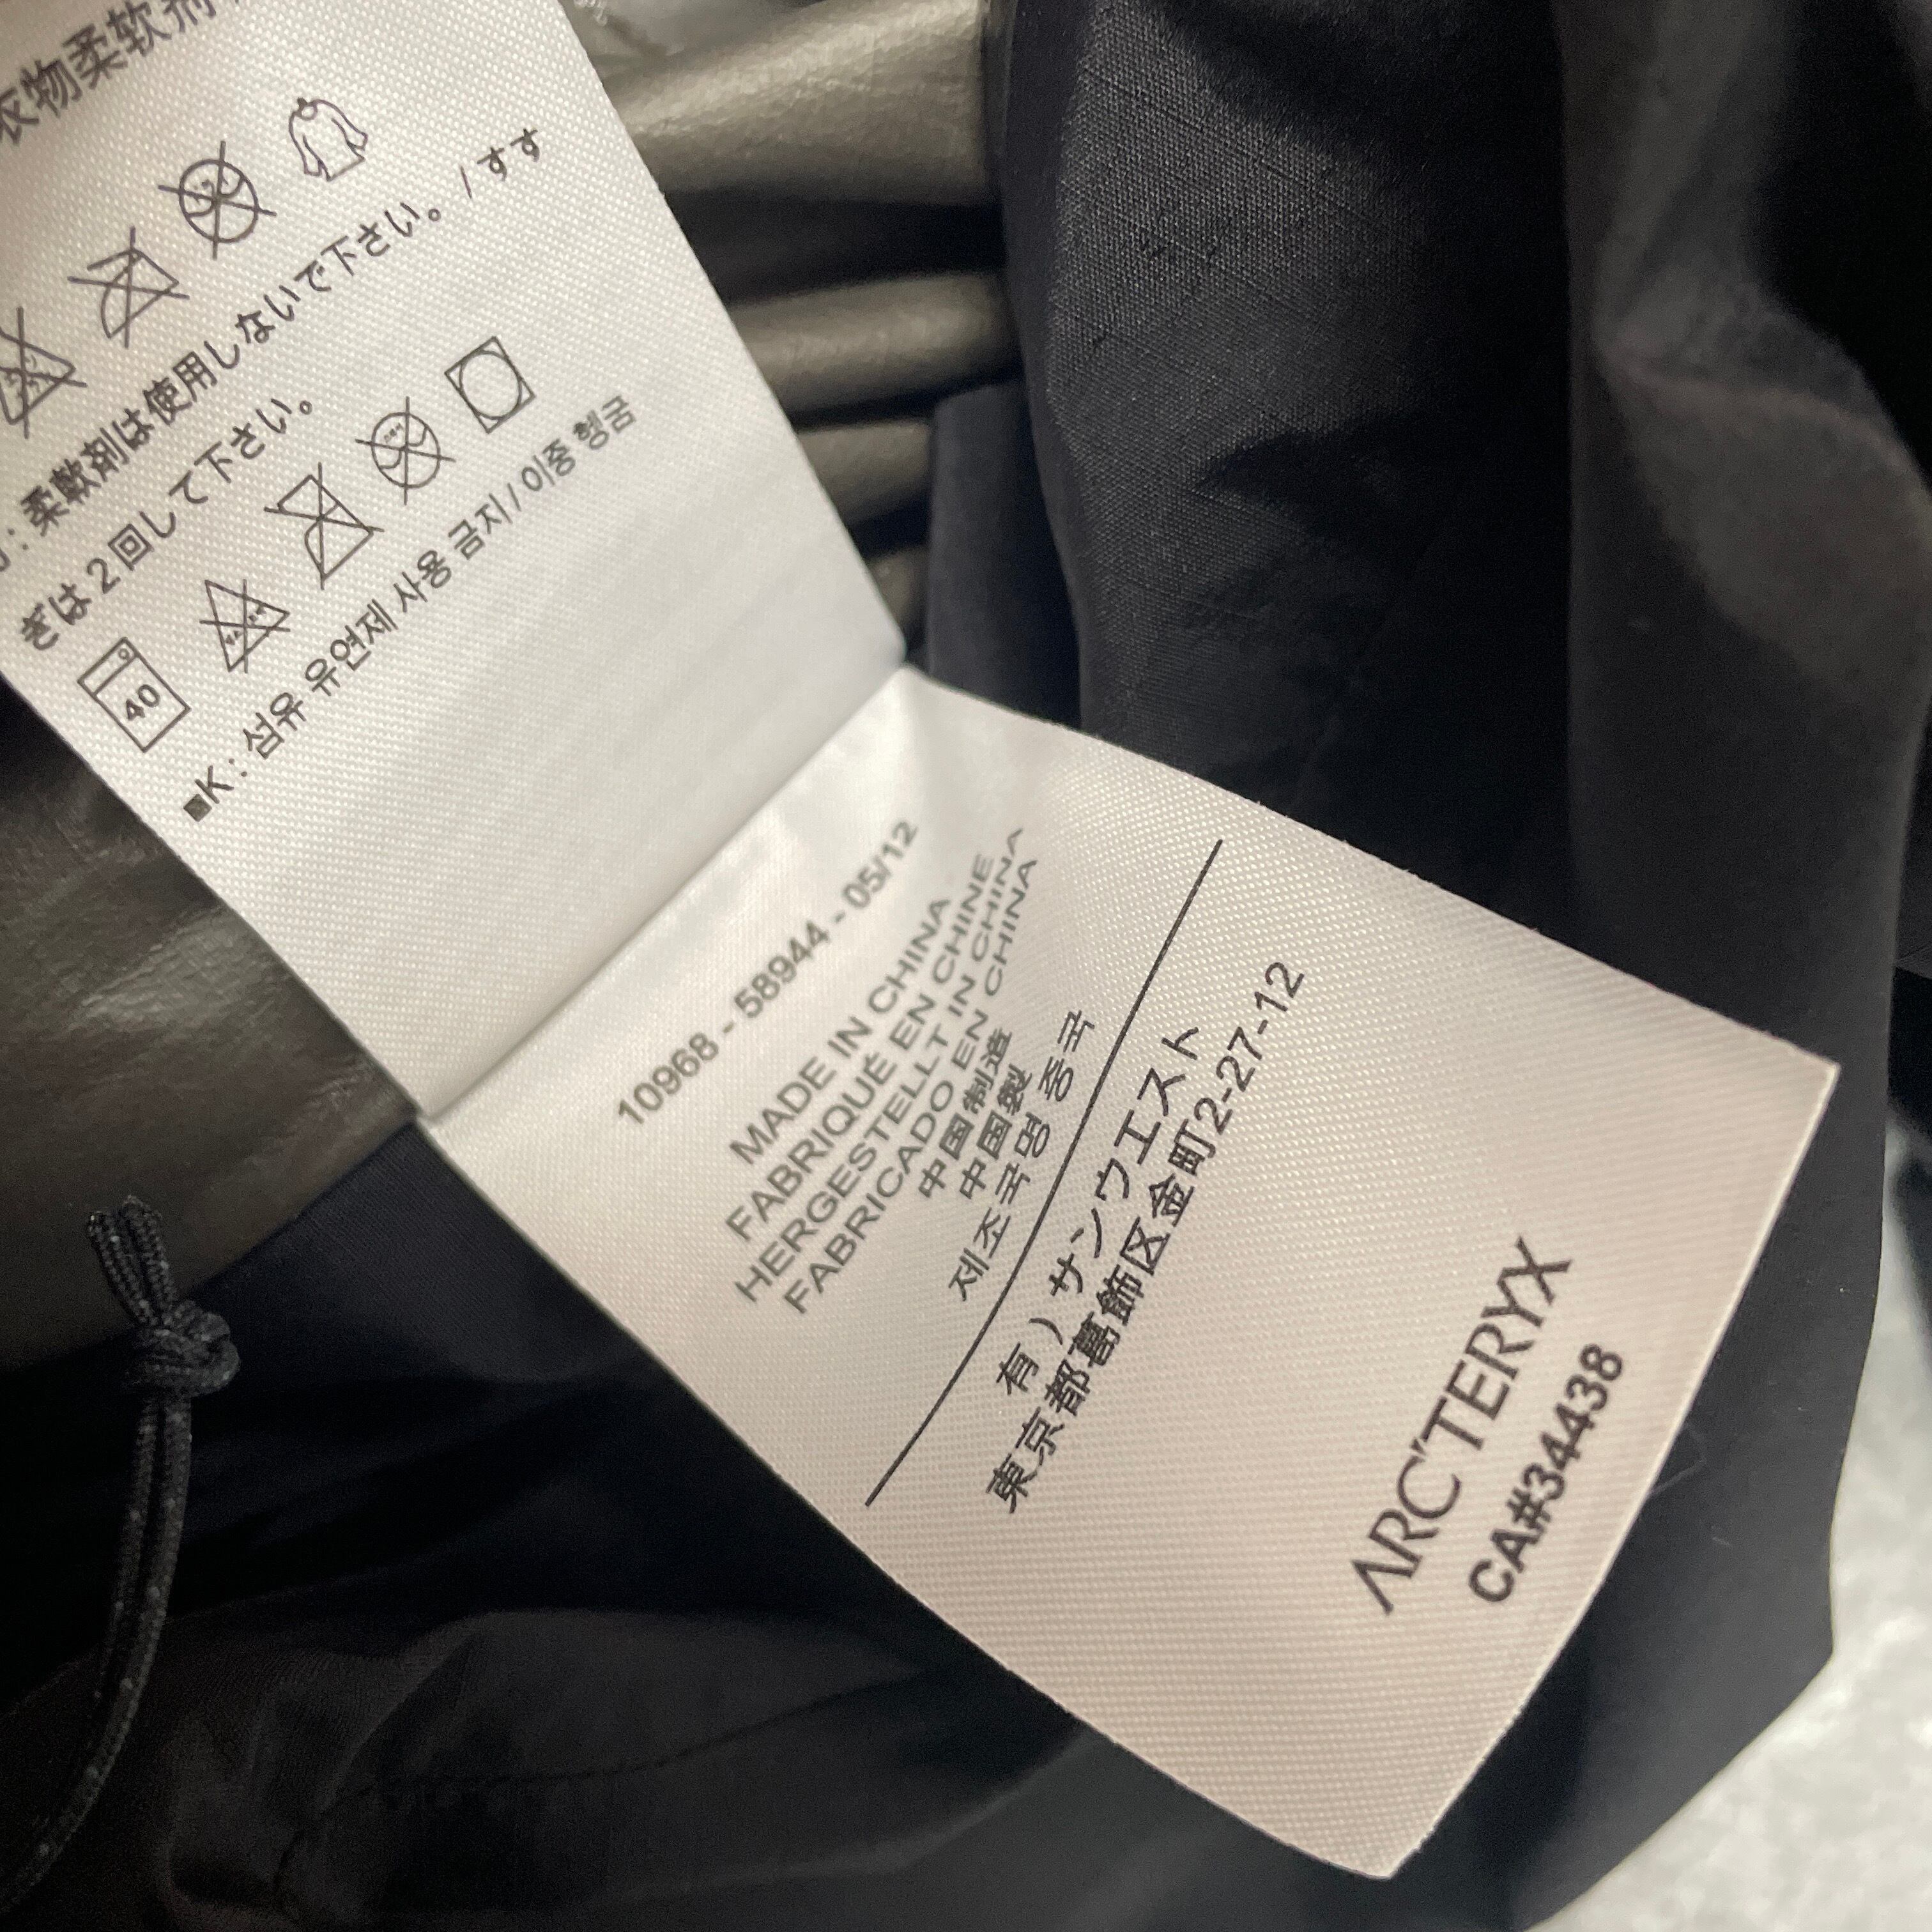 衣物柔软剂
: 柔軟剤は使用しないで下さい。 / すす
ぎは2回して下さい。
40
■K : 섬유 유연제 사용 금지 / 이중 헹굼
10968 - 58944 - 05/12
MADE IN CHINA
FABRIQUÉ EN CHINE
HERGESTELLT IN CHINA
FABRICADO EN CHINA
中国制造
中国製
제조국명 중국
有）サンウエスト
東京都葛飾区金町2-27-12
ARC'TERYX
CA#34438